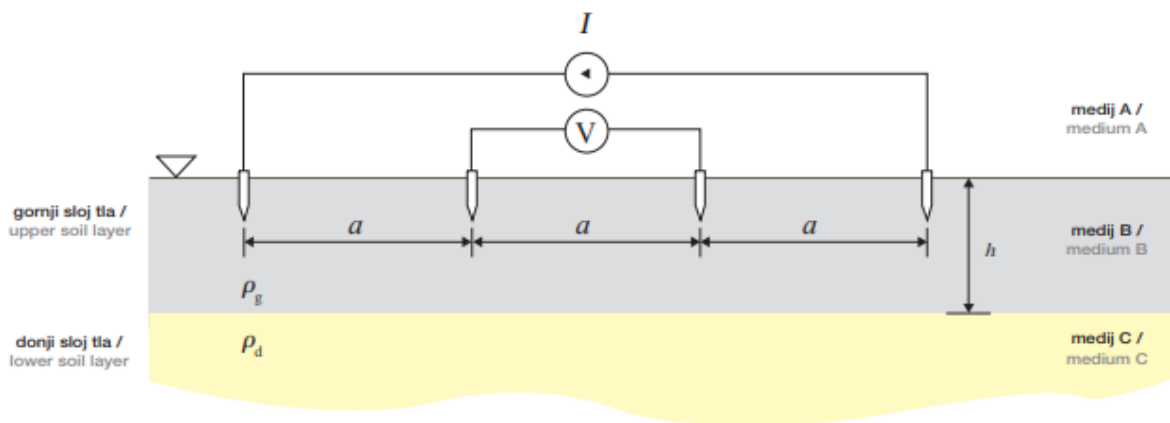 I
V
medij A /
medium A
gornji sloj tla /
upper soil layer
a
a
a
h
medij B /
medium B
ρg
donji sloj tla /
lower soil layer
ρd
medij C /
medium C